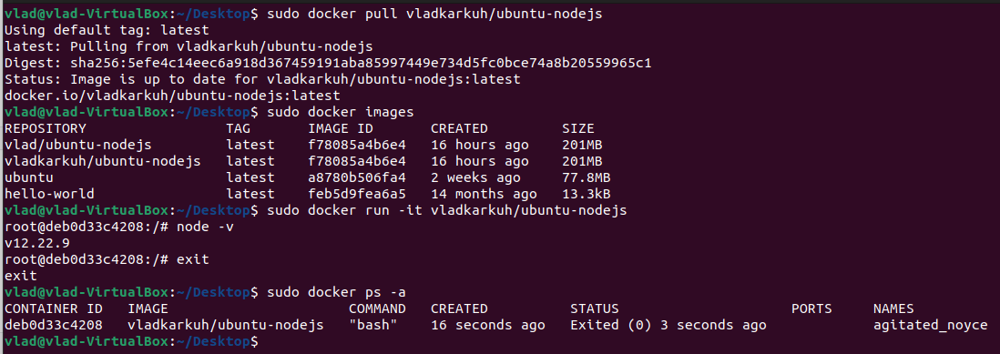 vlad@vlad-VirtualBox:~/Desktop$ sudo docker pull vladkarkuh/ubuntu-nodejs
Using default tag: latest
latest: Pulling from vladkarkuh/ubuntu-nodejs
Digest: sha256:5efe4c14eec6a918d367459191aba85997449e734d5fc0bce74a8b20559965c1
Status: Image is up to date for vladkarkuh/ubuntu-nodejs:latest
docker.io/vladkarkuh/ubuntu-nodejs:latest
vlad@vlad-VirtualBox:~/Desktop$ sudo docker images
REPOSITORY                 TAG       IMAGE ID       CREATED         SIZE
vlad/ubuntu-nodejs         latest    f78085a4b6e4   16 hours ago    201MB
vladkarkuh/ubuntu-nodejs   latest    f78085a4b6e4   16 hours ago    201MB
ubuntu                     latest    a8780b506fa4   2 weeks ago     77.8MB
hello-world                latest    feb5d9fea6a5   14 months ago   13.3kB
vlad@vlad-VirtualBox:~/Desktop$ sudo docker run -it vladkarkuh/ubuntu-nodejs
root@deb0d33c4208:/# node -v
v12.22.9
root@deb0d33c4208:/# exit
exit
vlad@vlad-VirtualBox:~/Desktop$ sudo docker ps -a
CONTAINER ID   IMAGE                      COMMAND   CREATED          STATUS                     PORTS     NAMES
deb0d33c4208   vladkarkuh/ubuntu-nodejs   "bash"    16 seconds ago   Exited (0) 3 seconds ago             agitated_noyce
vlad@vlad-VirtualBox:~/Desktop$